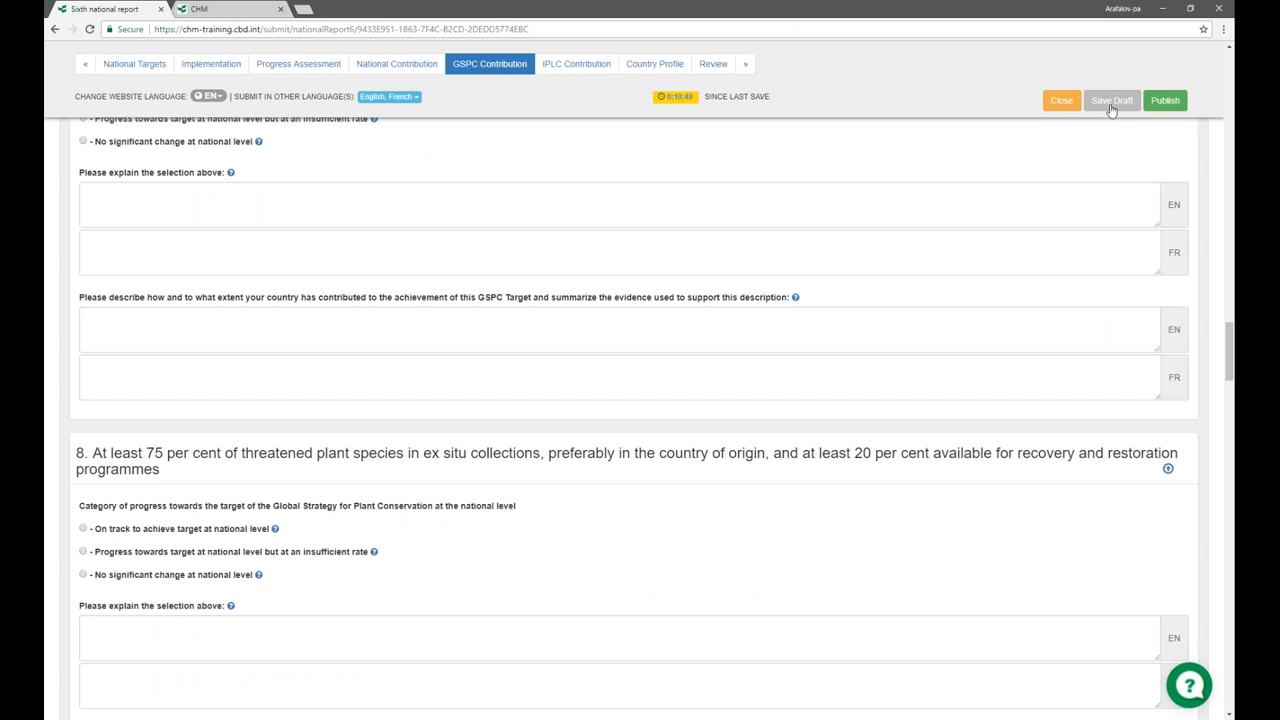 Sixth national report
CHM
Arafalov-pa
Secure
https://chm-training.cbd.int/submit/nationalReport6/9433E951-1B63-7F4C-B2CD-2DEDD5774EBC
« National Targets Implementation Progress Assessment National Contribution GSPC Contribution IPLC Contribution Country Profile Review »
CHANGE WEBSITE LANGUAGE: EN | SUBMIT IN OTHER LANGUAGE(S): English, French 0:10:49 SINCE LAST SAVE
Close Save Draft Publish
- Progress towards target at national level but at an insufficient rate
- No significant change at national level
Please explain the selection above:
EN
FR
Please describe how and to what extent your country has contributed to the achievement of this GSPC Target and summarize the evidence used to support this description:
EN
FR
8. At least 75 per cent of threatened plant species in ex situ collections, preferably in the country of origin, and at least 20 per cent available for recovery and restoration
programmes
Category of progress towards the target of the Global Strategy for Plant Conservation at the national level
- On track to achieve target at national level
- Progress towards target at national level but at an insufficient rate
- No significant change at national level
Please explain the selection above:
EN